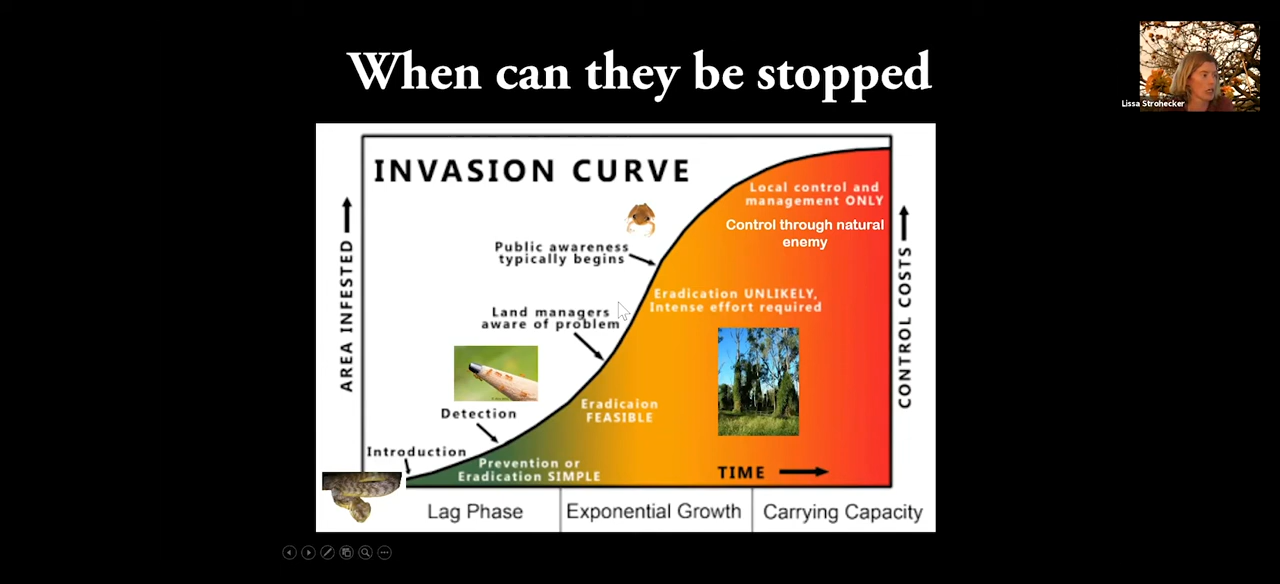 When can they be stopped
Lissa Strohecker
INVASION CURVE
AREA INFESTED
CONTROL COSTS
Local control and
management ONLY
Control through natural
enemy
Public awareness
typically begins
Eradication UNLIKELY,
Intense effort required
Land managers
aware of problem
Eradicaion
FEASIBLE
Detection
Introduction
Prevention or
Eradication SIMPLE
TIME
Lag Phase
Exponential Growth
Carrying Capacity